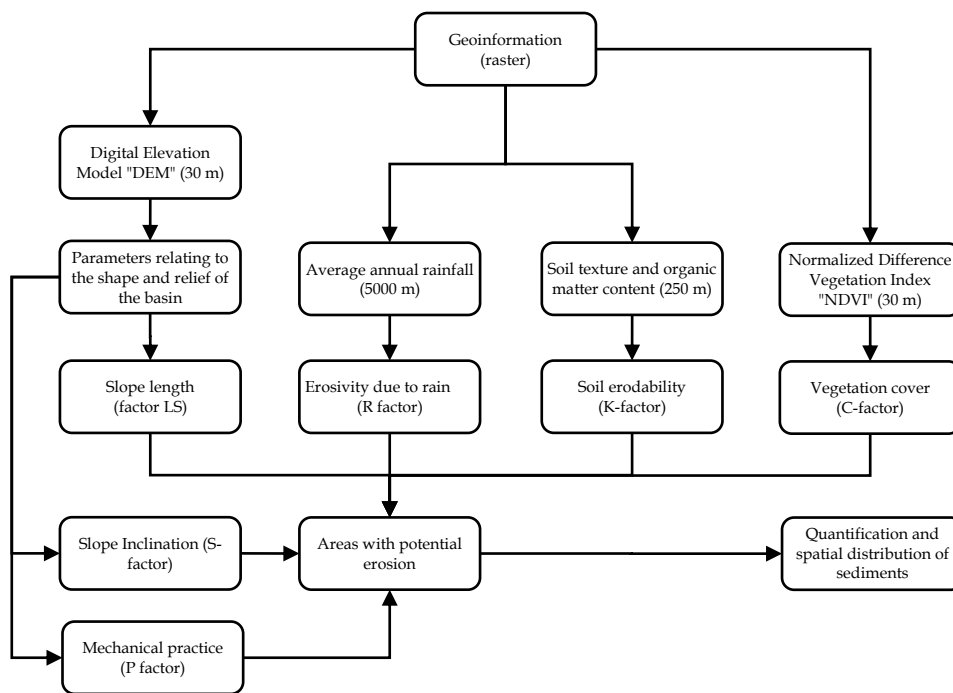 Geoinformation
(raster)
Digital Elevation
Model "DEM" (30 m)
Parameters relating to
the shape and relief of
the basin
Average annual rainfall
(5000 m)
Soil texture and organic
matter content (250 m)
Normalized Difference
Vegetation Index
"NDVI" (30 m)
Slope length
(factor LS)
Erosivity due to rain
(R factor)
Soil erodability
(K-factor)
Vegetation cover
(C-factor)
Slope Inclination (S-
factor)
Areas with potential
erosion
Quantification and
spatial distribution of
sediments
Mechanical practice
(P factor)